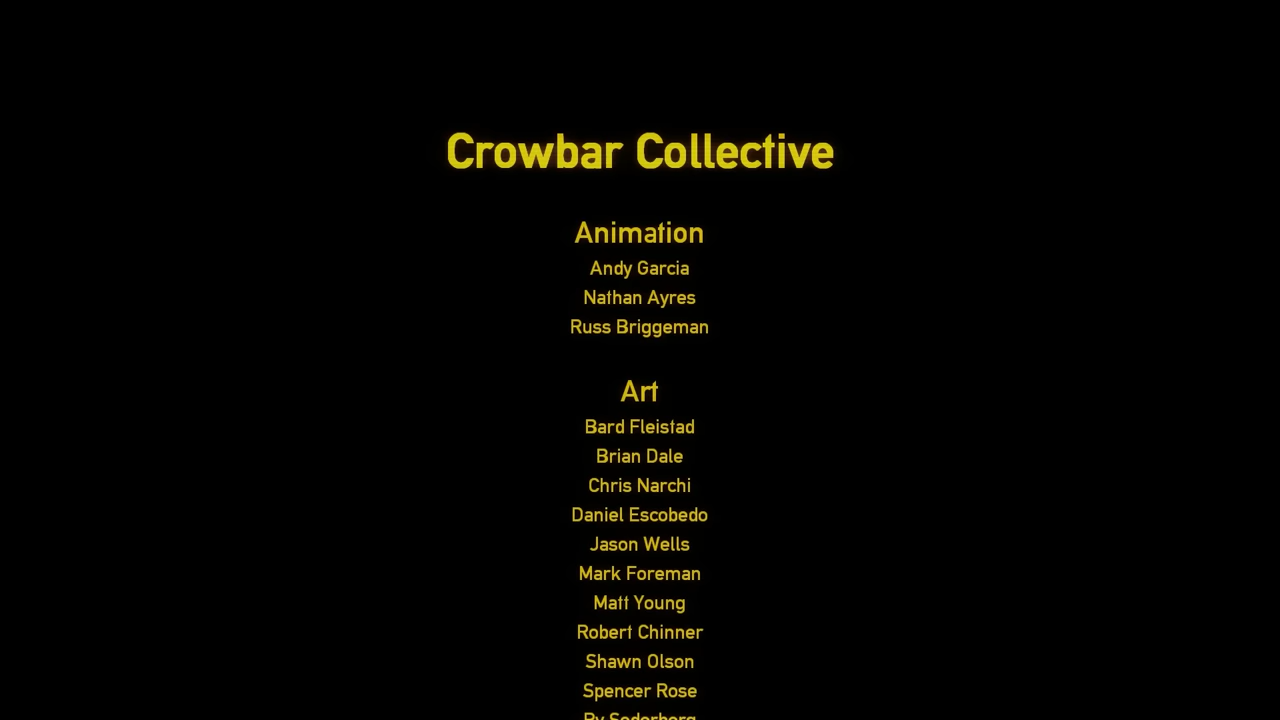 Crowbar Collective
Animation
Andy Garcia
Nathan Ayres
Russ Briggeman
Art
Bard Fleistad
Brian Dale
Chris Narchi
Daniel Escobedo
Jason Wells
Mark Foreman
Matt Young
Robert Chinner
Shawn Olson
Spencer Rose